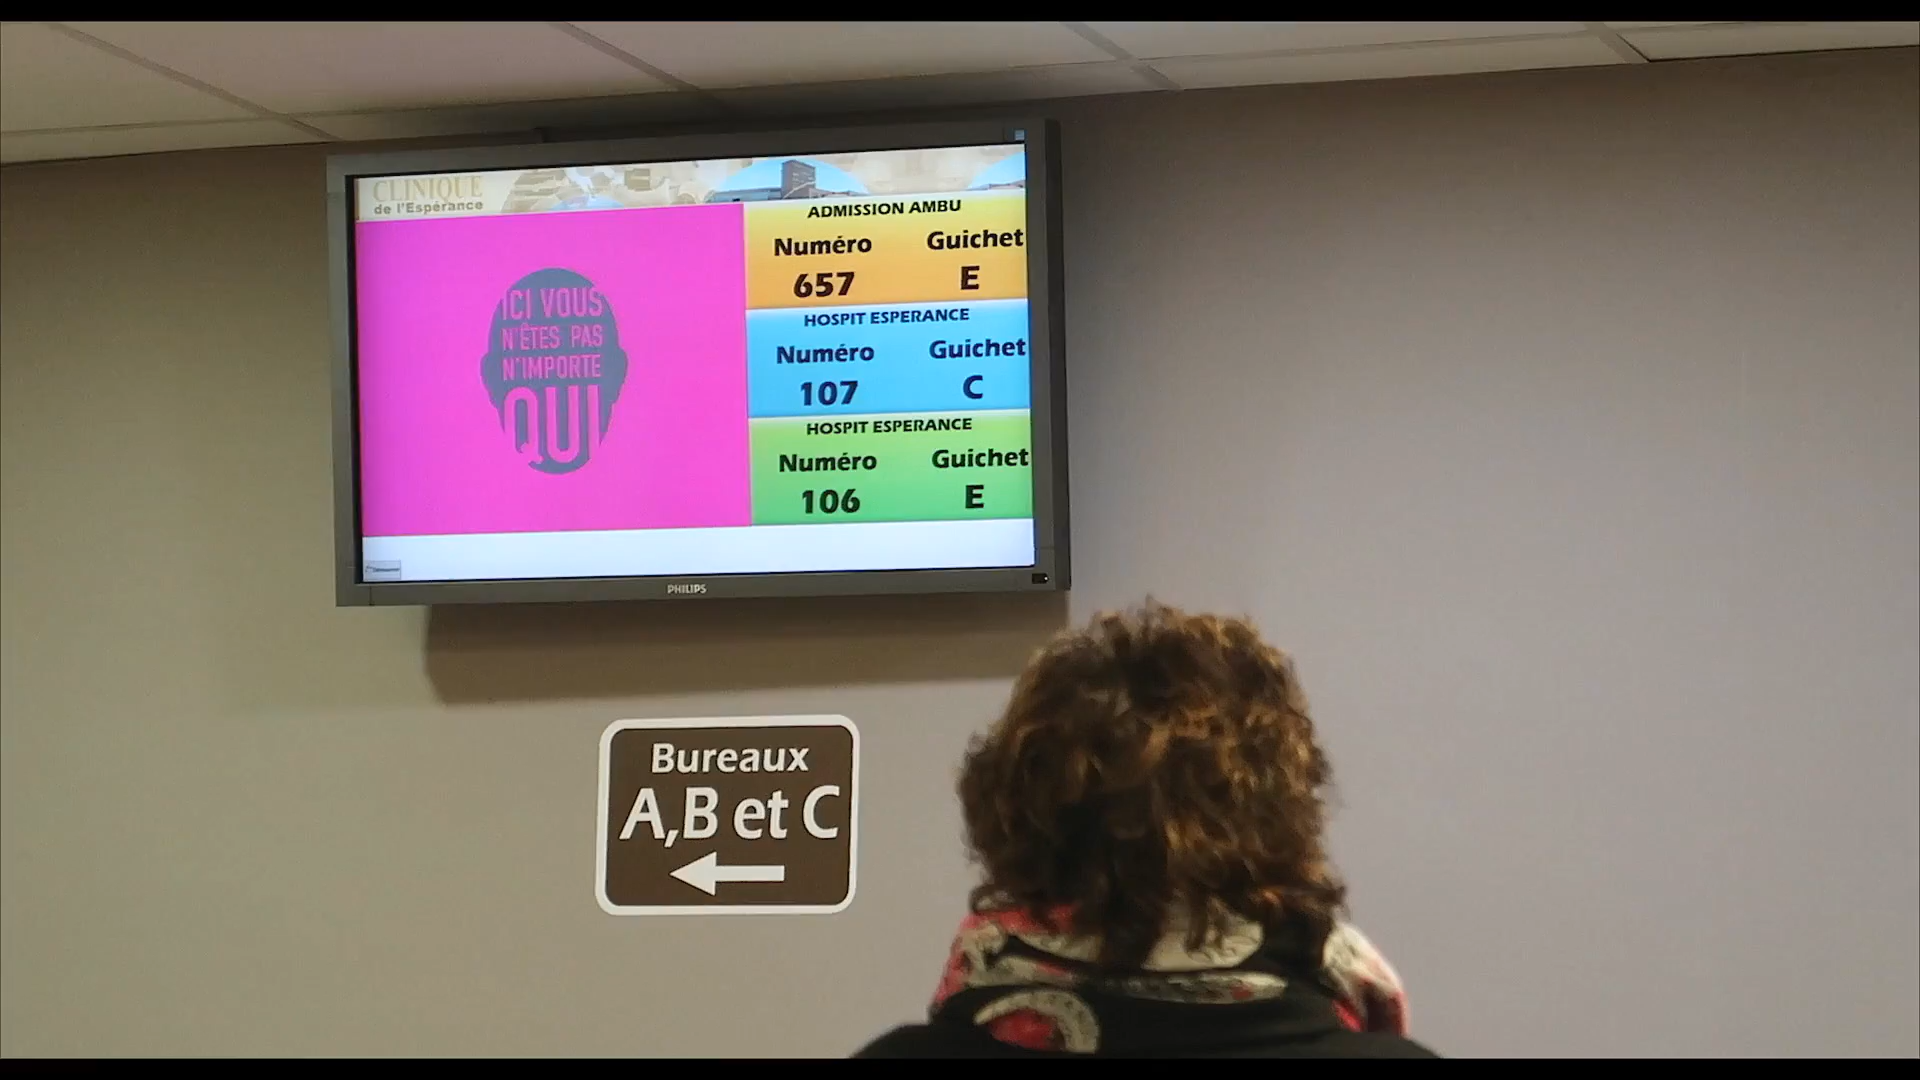 CLINIQUE
de l'Espérance
ICI VOUS
N'ÊTES PAS
N'IMPORTE
QUI
ADMISSION AMBU
Numéro Guichet
657 E
HOSPIT ESPERANCE
Numéro Guichet
107 C
HOSPIT ESPERANCE
Numéro Guichet
106 E
PHILIPS
Bureaux
A,B et C